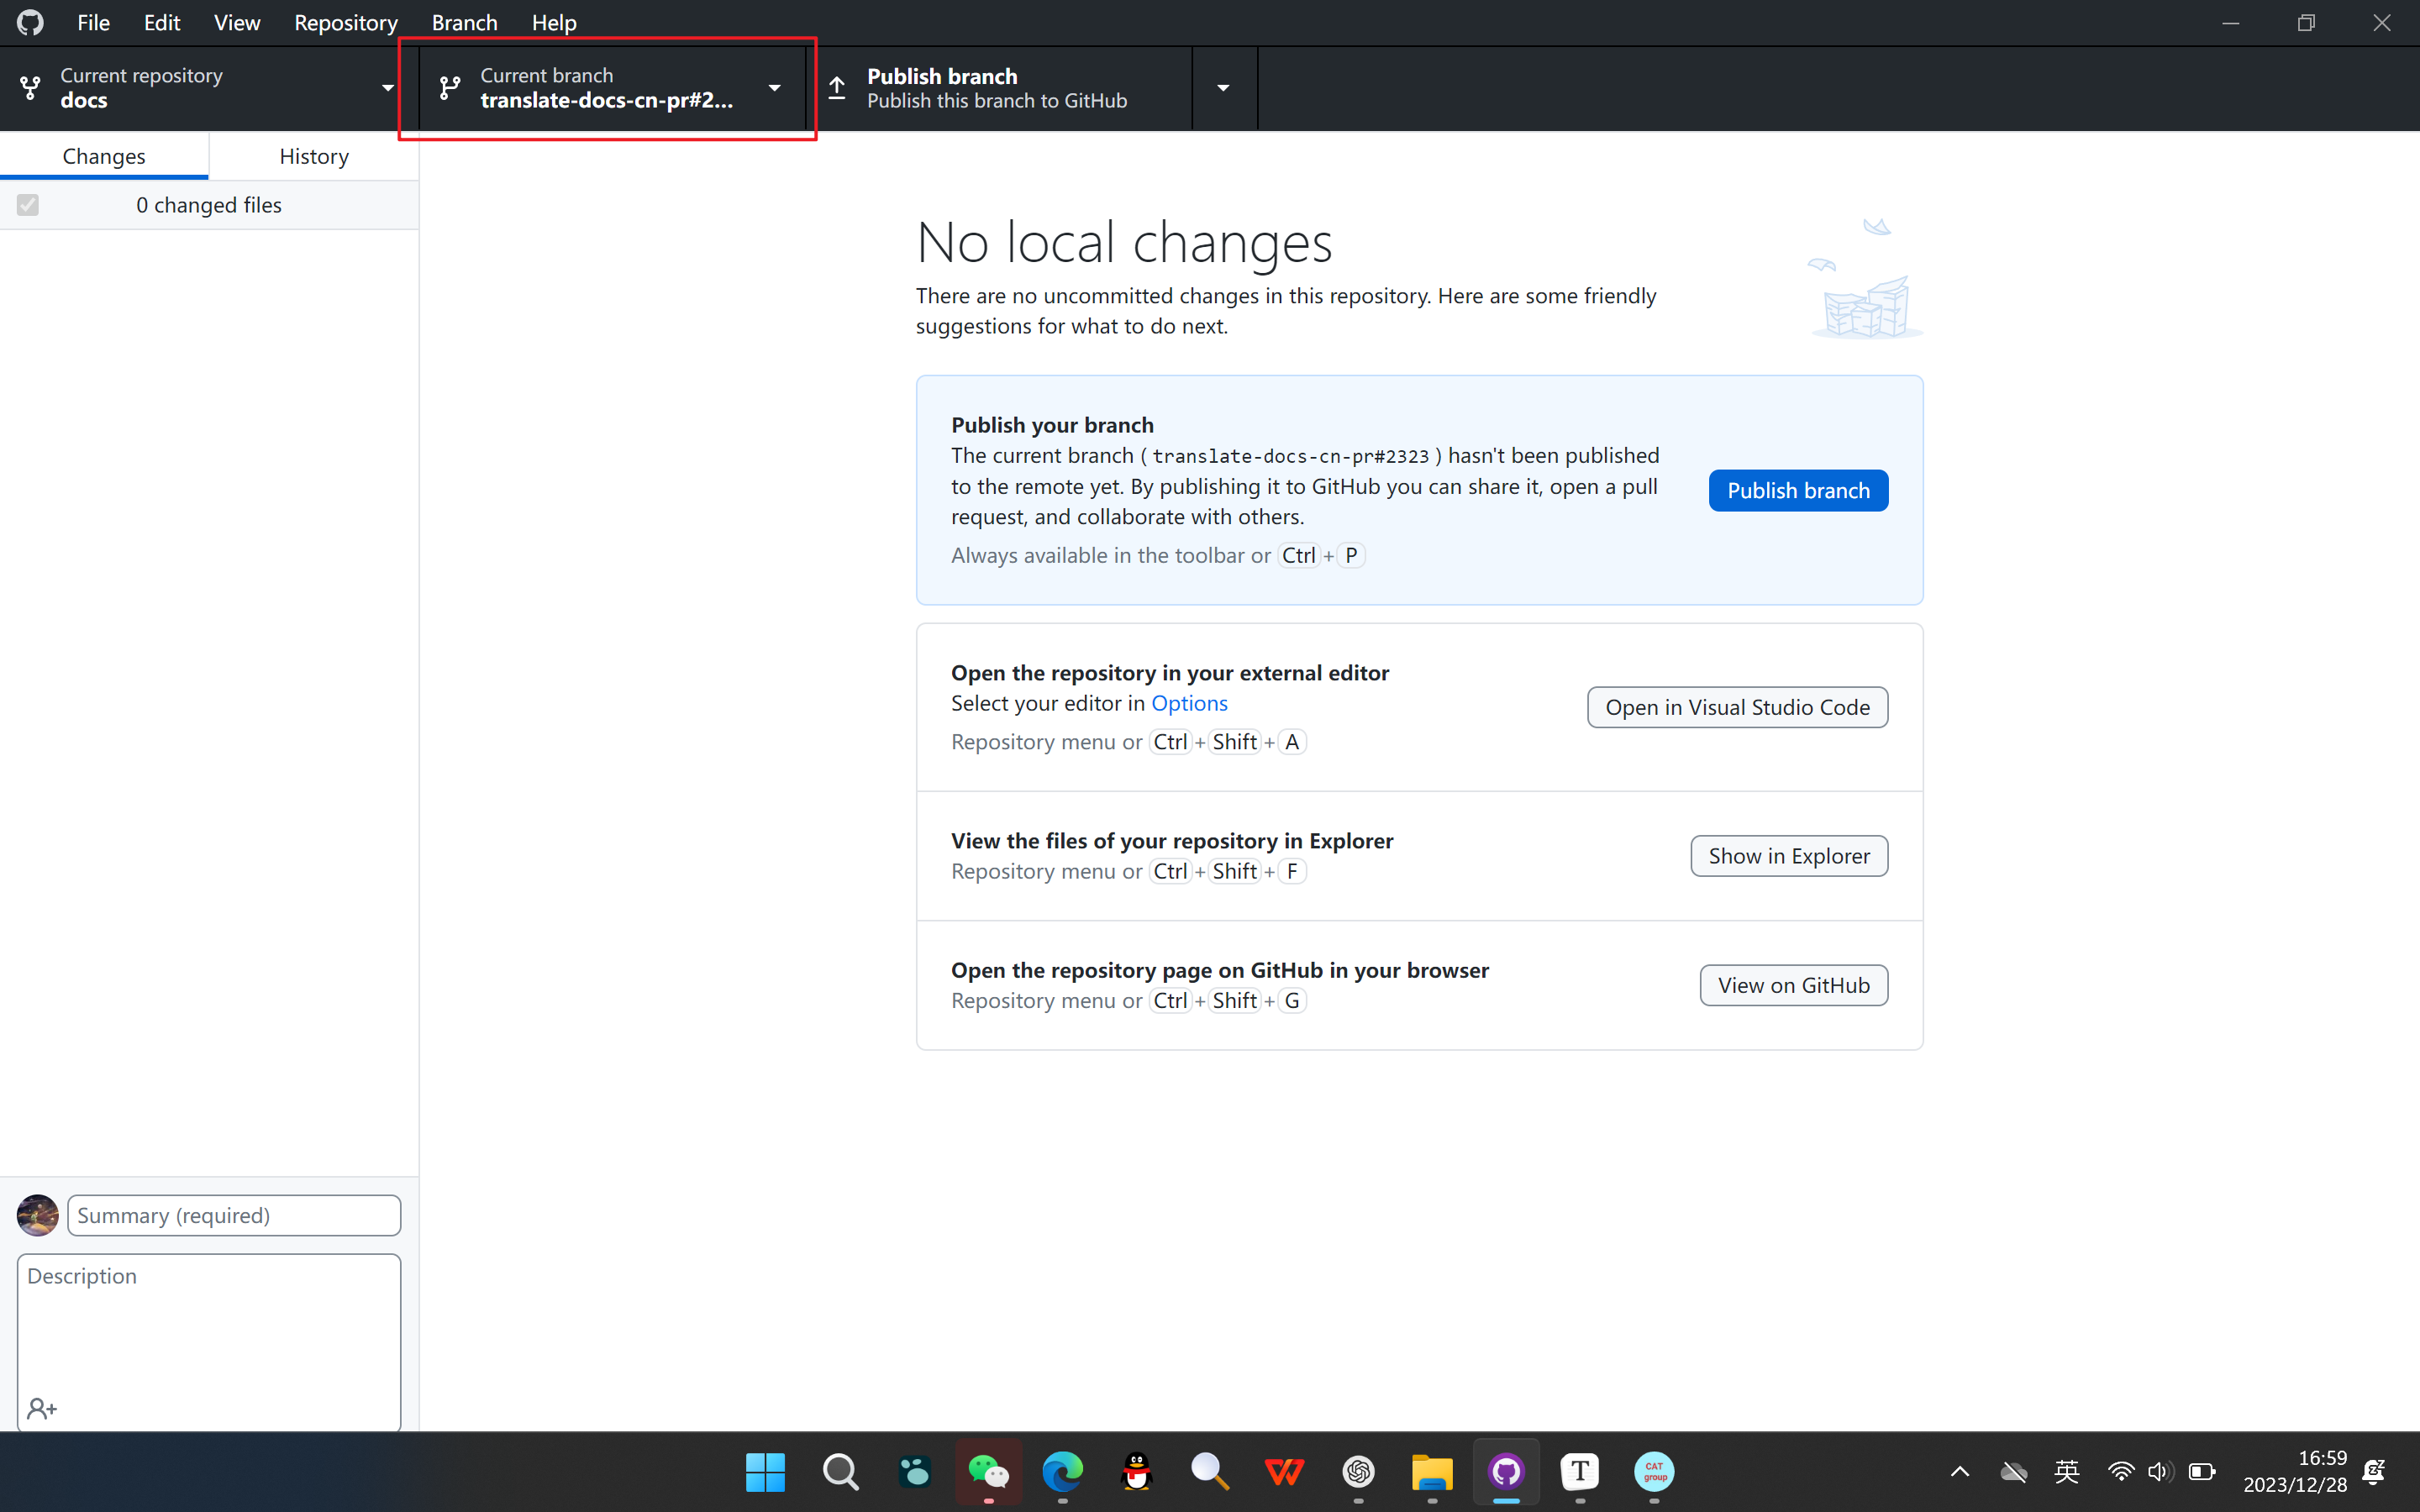 File Edit View Repository Branch Help
Current repository
docs
Current branch
translate-docs-cn-pr#2...
Publish branch
Publish this branch to GitHub
Changes History
0 changed files
No local changes
There are no uncommitted changes in this repository. Here are some friendly
suggestions for what to do next.
Publish your branch
The current branch ( translate-docs-cn-pr#2323 ) hasn't been published
to the remote yet. By publishing it to GitHub you can share it, open a pull
request, and collaborate with others.
Publish branch
Always available in the toolbar or Ctrl + P
Open the repository in your external editor
Select your editor in Options
Repository menu or Ctrl + Shift + A
Open in Visual Studio Code
View the files of your repository in Explorer
Repository menu or Ctrl + Shift + F
Show in Explorer
Open the repository page on GitHub in your browser
Repository menu or Ctrl + Shift + G
View on GitHub
Summary (required)
Description
T
CAT
group
英
16:59
2023/12/28